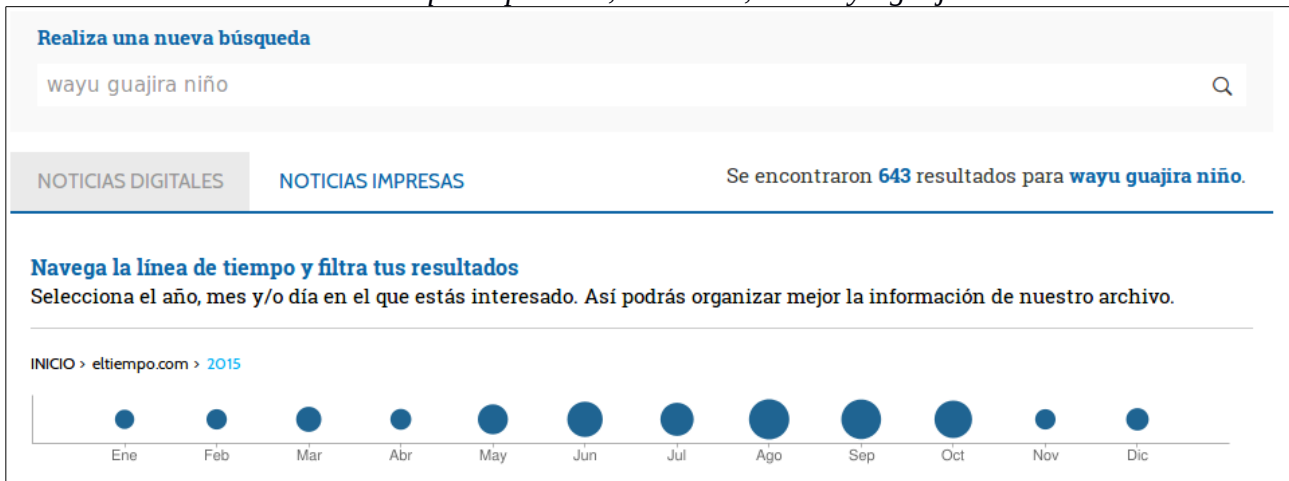 Realiza una nueva búsqueda
wayu guajira niño
NOTICIAS DIGITALES NOTICIAS IMPRESAS Se encontraron 643 resultados para wayu guajira niño.
Navega la línea de tiempo y filtra tus resultados
Selecciona el año, mes y/o día en el que estás interesado. Así podrás organizar mejor la información de nuestro archivo.
INICIO > eltiempo.com > 2015
Ene Feb Mar Abr May Jun Jul Ago Sep Oct Nov Dic